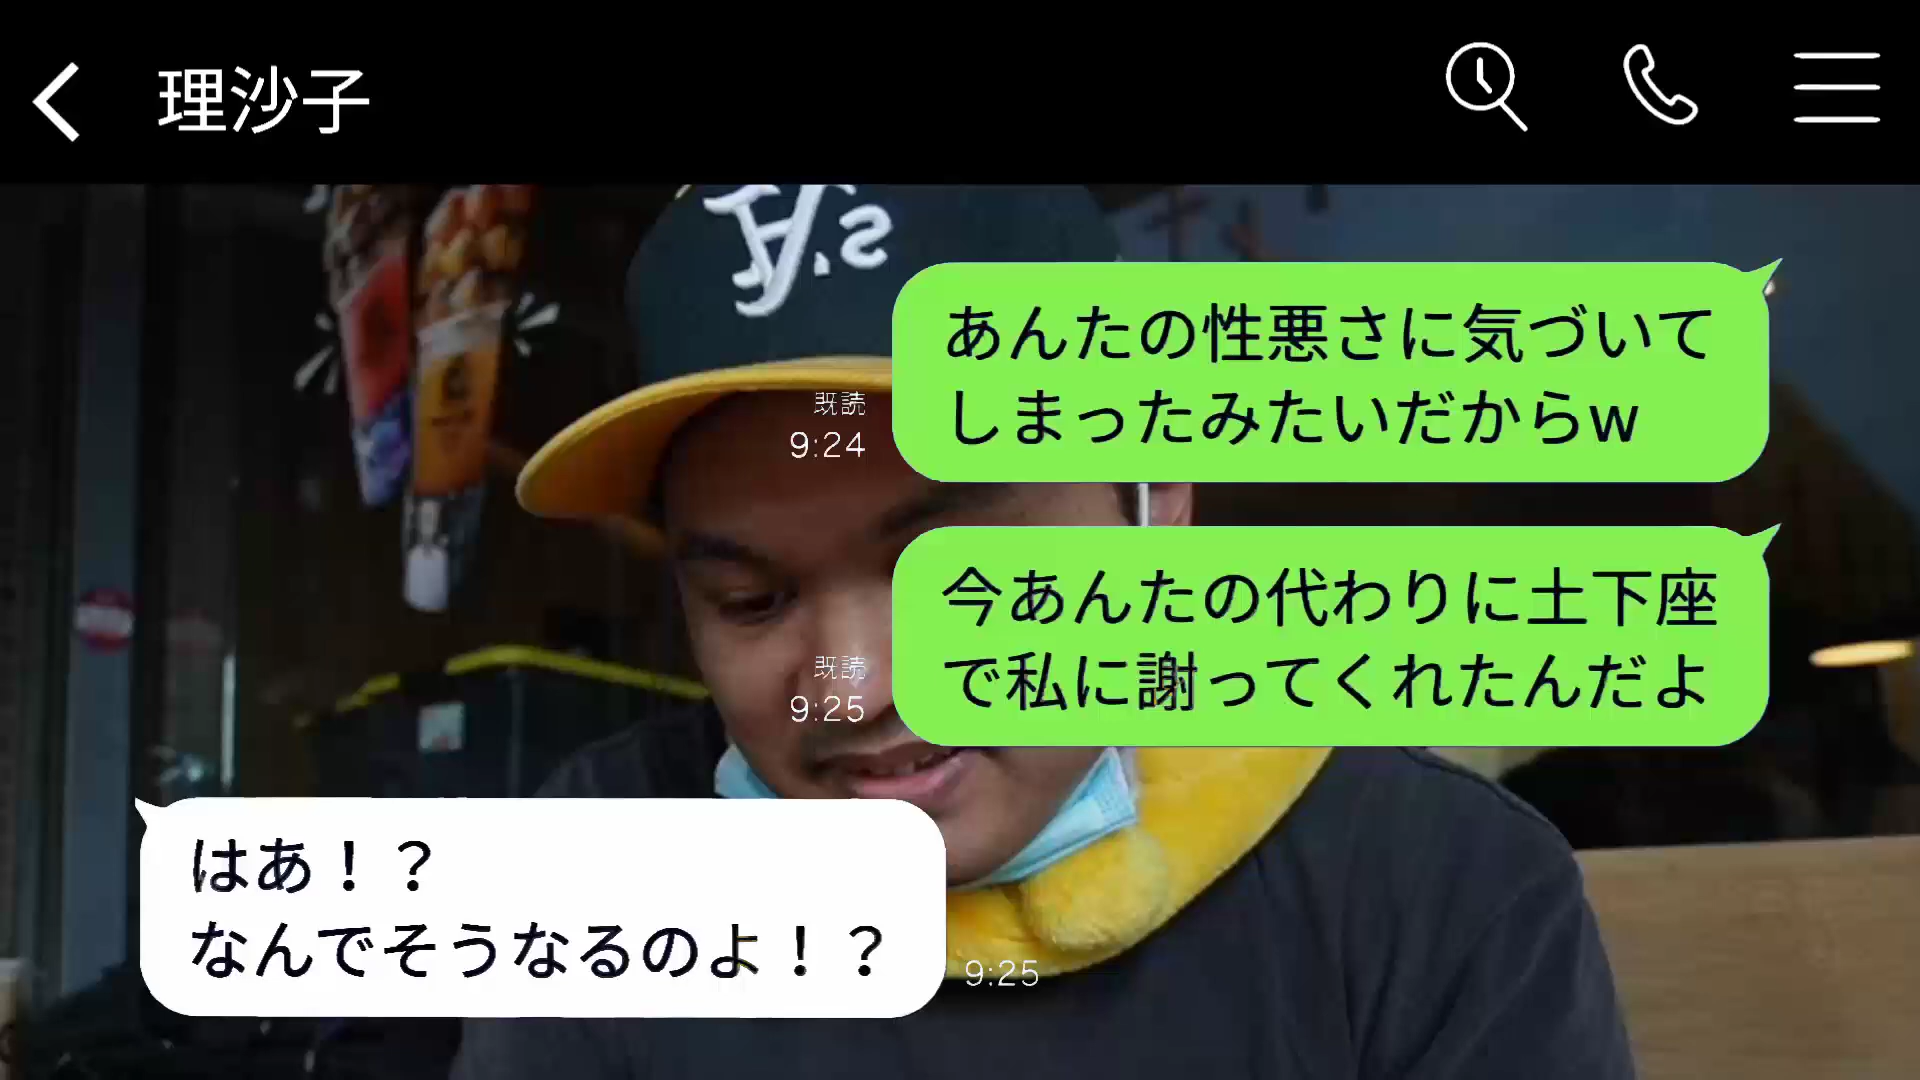 理沙子
あんたの性悪さに気づいて
しまったみたいだからw
既読
9:24
今あんたの代わりに土下座
で私に謝ってくれたんだよ
既読
9:25
はあ！？
なんでそうなるのよ！？
9:25